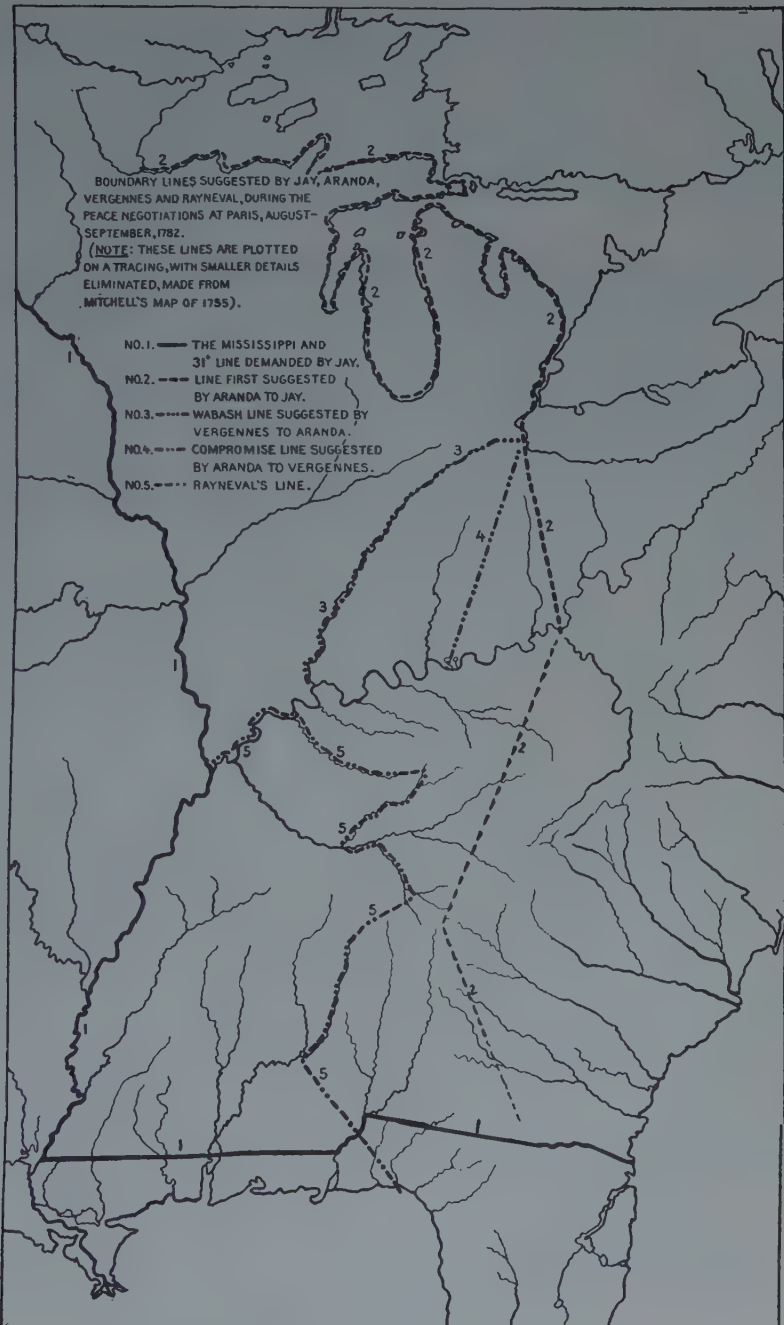 BOUNDARY LINES SUGGESTED BY JAY, ARANDA,
VERGENNES AND RAYNEVAL, DURING THE
PEACE NEGOTIATIONS AT PARIS, AUGUST-
SEPTEMBER, 1782.
(NOTE: THESE LINES ARE PLOTTED
ON A TRACING, WITH SMALLER DETAILS
ELIMINATED, MADE FROM
MITCHELL'S MAP OF 1755).
NO.1. THE MISSISSIPPI AND
31° LINE DEMANDED BY JAY.
NO.2. LINE FIRST SUGGESTED
BY ARANDA TO JAY.
NO.3. WABASH LINE SUGGESTED BY
VERGENNES TO ARANDA.
NO.4. COMPROMISE LINE SUGGESTED
BY ARANDA TO VERGENNES.
NO.5. RAYNEVAL'S LINE.
2
2
2
2
2
1
3
2
4
3
1
2
5
5
5
5
2
1
5
1
1